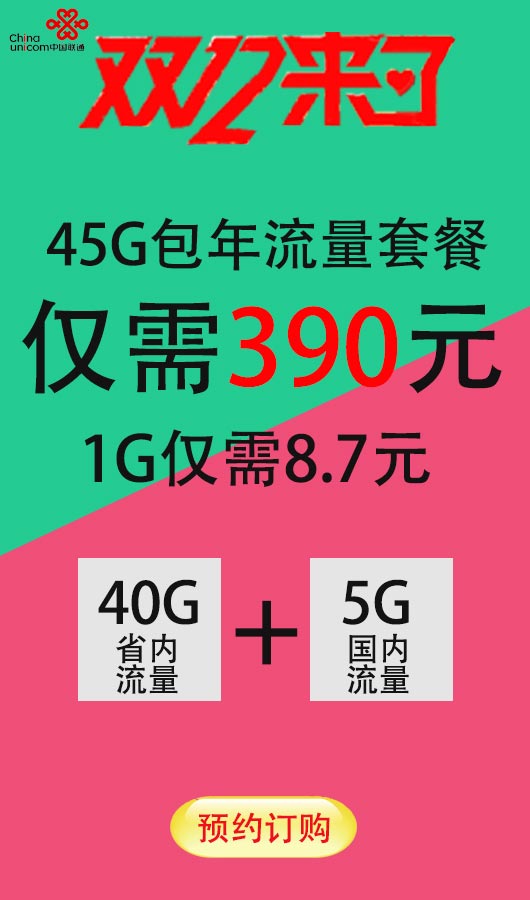 China
unicom中国联通
双12来了
45G包年流量套餐
仅需390元
1G仅需8.7元
40G
省内
流量
+
5G
国内
流量
预约订购